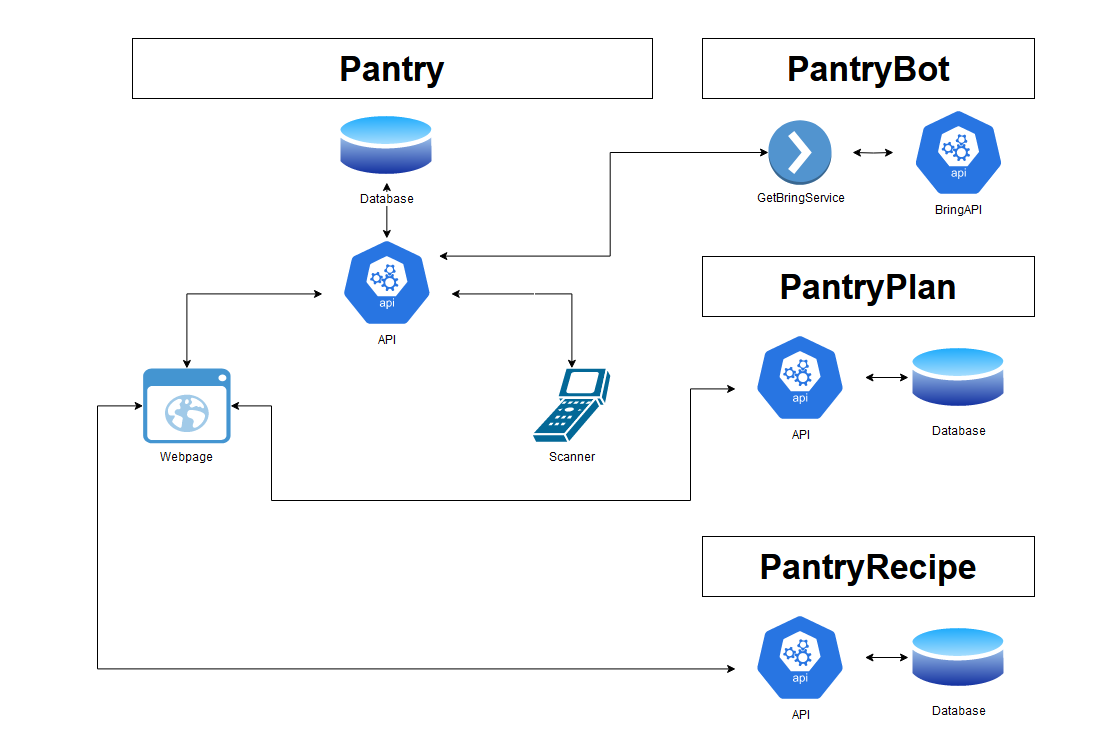 Pantry
PantryBot
Database
api
API
GetBringService
api
BringAPI
PantryPlan
Webpage
Scanner
api
API
Database
PantryRecipe
api
API
Database